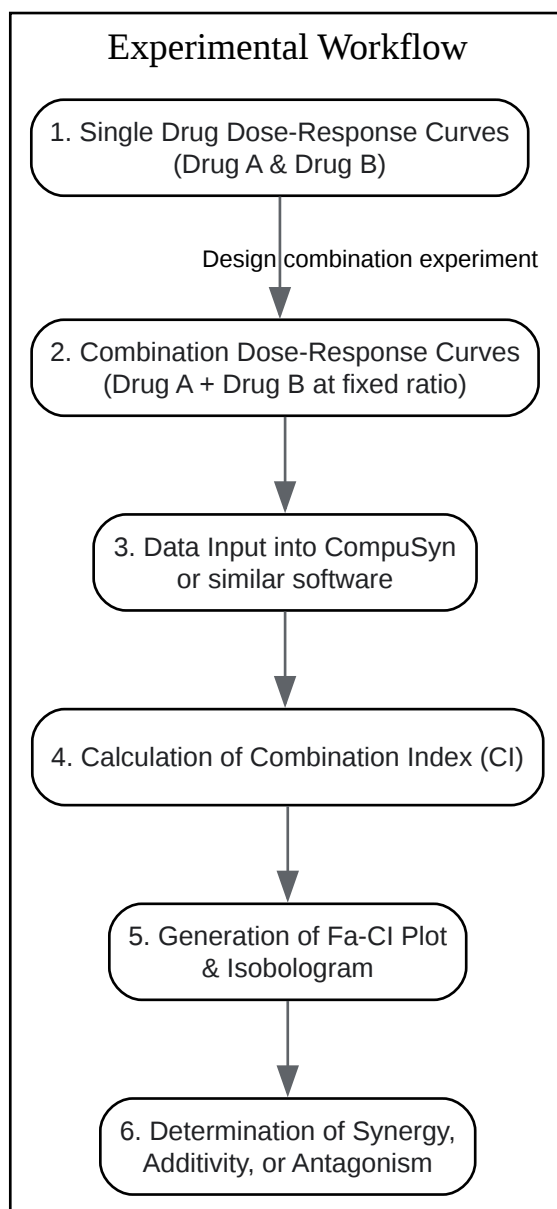 Experimental Workflow
1. Single Drug Dose-Response Curves
(Drug A & Drug B)
Design combination experiment
2. Combination Dose-Response Curves
(Drug A + Drug B at fixed ratio)
3. Data Input into CompuSyn
or similar software
4. Calculation of Combination Index (CI)
5. Generation of Fa-CI Plot
& Isobologram
6. Determination of Synergy,
Additivity, or Antagonism